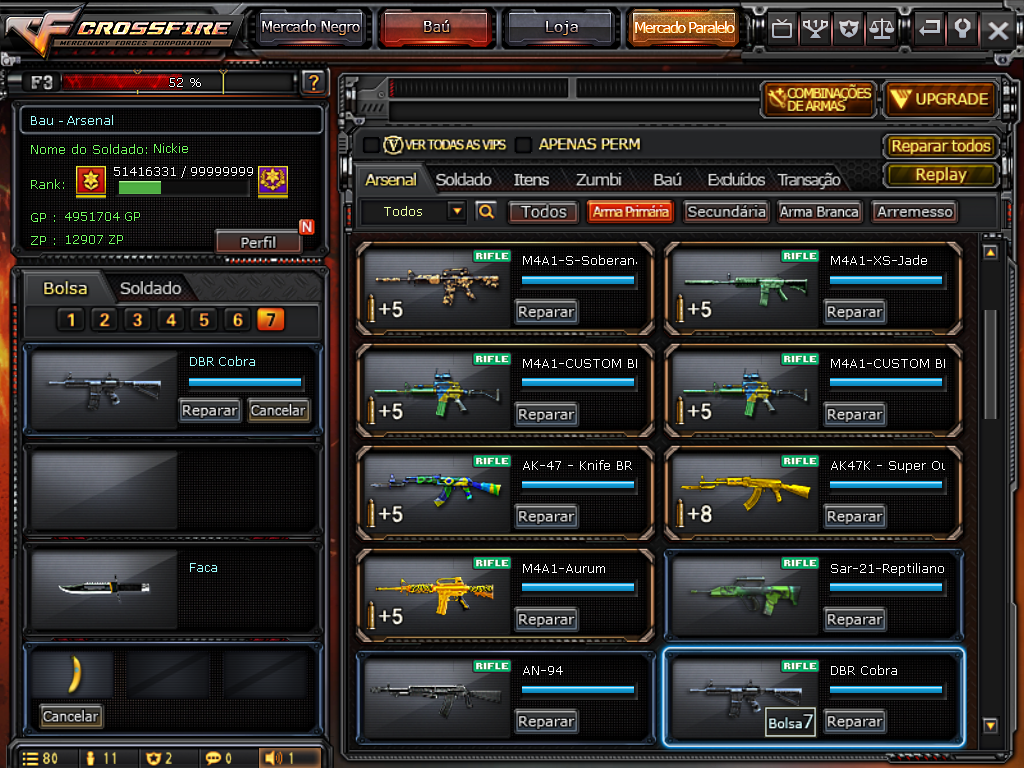 CROSSFIRE
MERCENARY FORCES CORPORATION
Mercado Negro
Baú
Loja
Mercado Paralelo
F3
52 %
?
Bau - Arsenal
Nome do Soldado: Nickie
Rank:
51416331 / 99999999
GP : 4951704 GP
ZP : 12907 ZP
N
Perfil
Bolsa
Soldado
1 2 3 4 5 6 7
DBR Cobra
Reparar
Cancelar
Faca
Cancelar
80
11
2
0
1
COMBINAÇÕES
DE ARMAS
UPGRADE
V VER TODAS AS VIPS
APENAS PERM
Reparar todos
Replay
Arsenal
Soldado
Itens
Zumbi
Baú
Excluídos
Transação
Todos
Todos
Arma Primária
Secundária
Arma Branca
Arremesso
RIFLE
M4A1-S-Soberan
+5
Reparar
RIFLE
M4A1-XS-Jade
+5
Reparar
RIFLE
M4A1-CUSTOM BI
+5
Reparar
RIFLE
M4A1-CUSTOM BI
+5
Reparar
RIFLE
AK-47 - Knife BR
+5
Reparar
RIFLE
AK47K - Super Ou
+8
Reparar
RIFLE
M4A1-Aurum
+5
Reparar
RIFLE
Sar-21-Reptiliano
Reparar
RIFLE
AN-94
Reparar
RIFLE
DBR Cobra
Bolsa7
Reparar